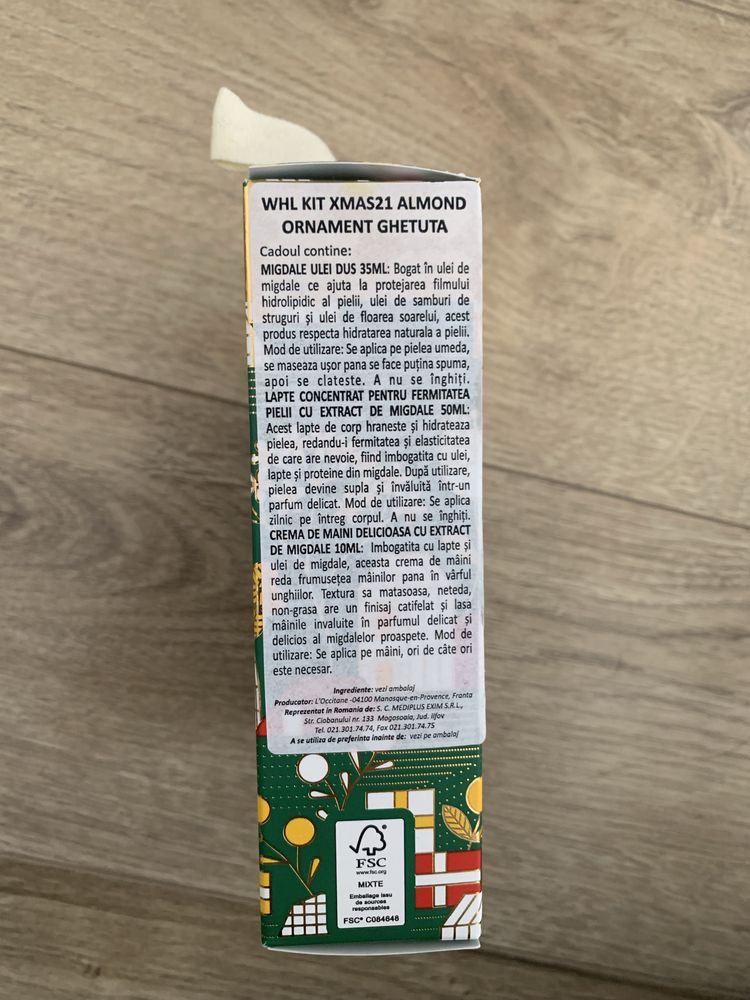 WHL KIT XMAS21 ALMOND
ORNAMENT GHETUTA
Cadoul contine:
MIGDALE ULEI DUS 35ML: Bogat în ulei de
migdale ce ajuta la protejarea filmului
hidrolipidic al pielii, ulei de samburi de
struguri și ulei de floarea soarelui, acest
produs respecta hidratarea naturala a pielii.
Mod de utilizare: Se aplica pe pielea umeda,
se maseaza ușor pana se face puțina spuma,
apoi se clateste. A nu se înghiți.
LAPTE CONCENTRAT PENTRU FERMITATEA
PIELII CU EXTRACT DE MIGDALE 50ML:
Acest lapte de corp hraneste și hidrateaza
pielea, redandu-i fermitatea și elasticitatea
de care are nevoie, fiind imbogatita cu ulei,
lapte și proteine din migdale. După utilizare,
pielea devine supla și învăluită într-un
parfum delicat. Mod de utilizare: Se aplica
zilnic pe întreg corpul. A nu se înghiți.
CREMA DE MAINI DELICIOASA CU EXTRACT
DE MIGDALE 10ML: Imbogatita cu lapte și
ulei de migdale, aceasta crema de mâini
reda frumusețea mâinilor pana în vârful
unghiilor. Textura sa matasoasa, neteda,
non-grasa are un finisaj catifelat și lasa
mâinile invaluite în parfumul delicat și
delicios al migdalelor proaspete. Mod de
utilizare: Se aplica pe mâini, ori de câte ori
este necesar.
Ingrediente: vezi ambalaj
Producator: L'Occitane -04100 Manosque-en-Provence, Franta
Reprezentat in Romania de: S. C. MEDIPLUS EXIM S.R.L.,
Str. Ciobanului nr. 133 Mogosoaia, Jud. Ilfov
Tel. 021.301.74.74, Fax 021.301.74.75
A se utiliza de preferinta inainte de: vezi pe ambalaj
FSC
www.fsc.org
MIXTE
Emballage issu
de sources
responsables
FSC® C084648